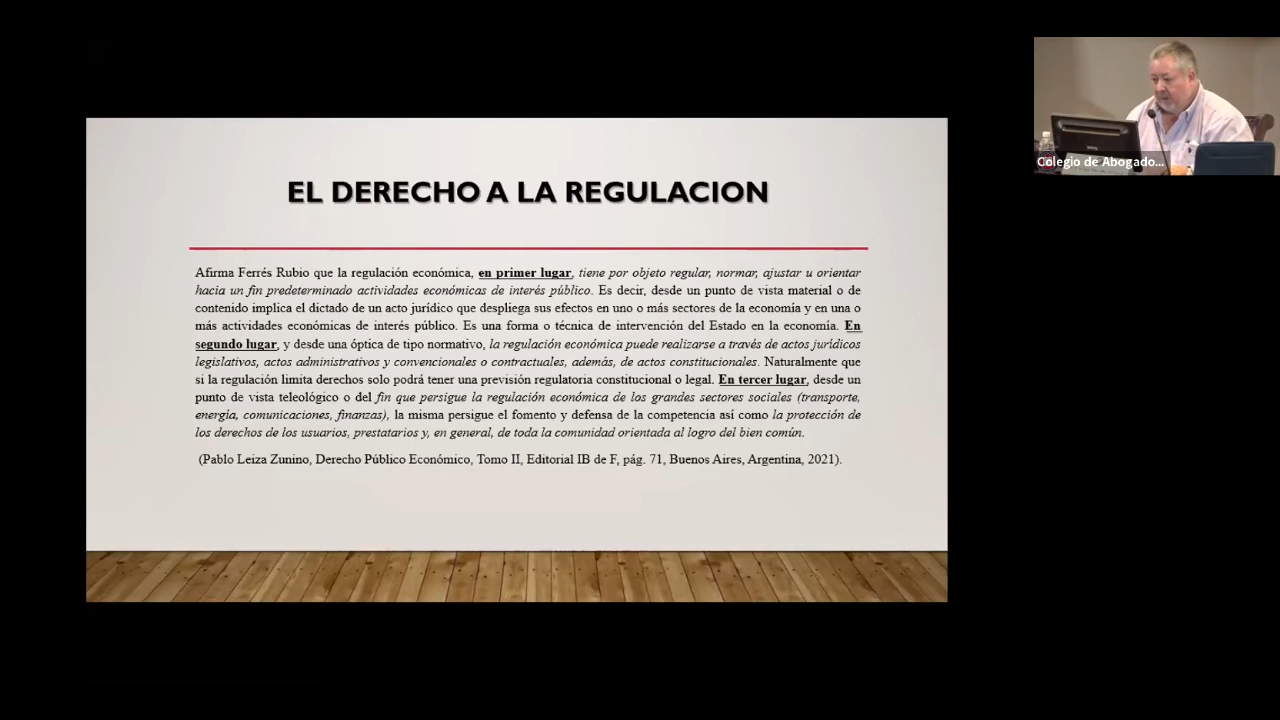 EL DERECHO A LA REGULACION
Afirma Ferrés Rubio que la regulación económica, en primer lugar, tiene por objeto regular, normar, ajustar u orientar
hacia un fin predeterminado actividades económicas de interés público. Es decir, desde un punto de vista material o de
contenido implica el dictado de un acto jurídico que despliega sus efectos en uno o más sectores de la economía y en una o
más actividades económicas de interés público. Es una forma o técnica de intervención del Estado en la economía. En
segundo lugar, y desde una óptica de tipo normativo, la regulación económica puede realizarse a través de actos jurídicos
legislativos, actos administrativos y convencionales o contractuales, además, de actos constitucionales. Naturalmente que
si la regulación limita derechos solo podrá tener una previsión regulatoria constitucional o legal. En tercer lugar, desde un
punto de vista teleológico o del fin que persigue la regulación económica de los grandes sectores sociales (transporte,
energía, comunicaciones, finanzas), la misma persigue el fomento y defensa de la competencia así como la protección de
los derechos de los usuarios, prestatarios y, en general, de toda la comunidad orientada al logro del bien común.
(Pablo Leiza Zunino, Derecho Público Económico, Tomo II, Editorial IB de F, pág. 71, Buenos Aires, Argentina, 2021).
Colegio de Abogado...